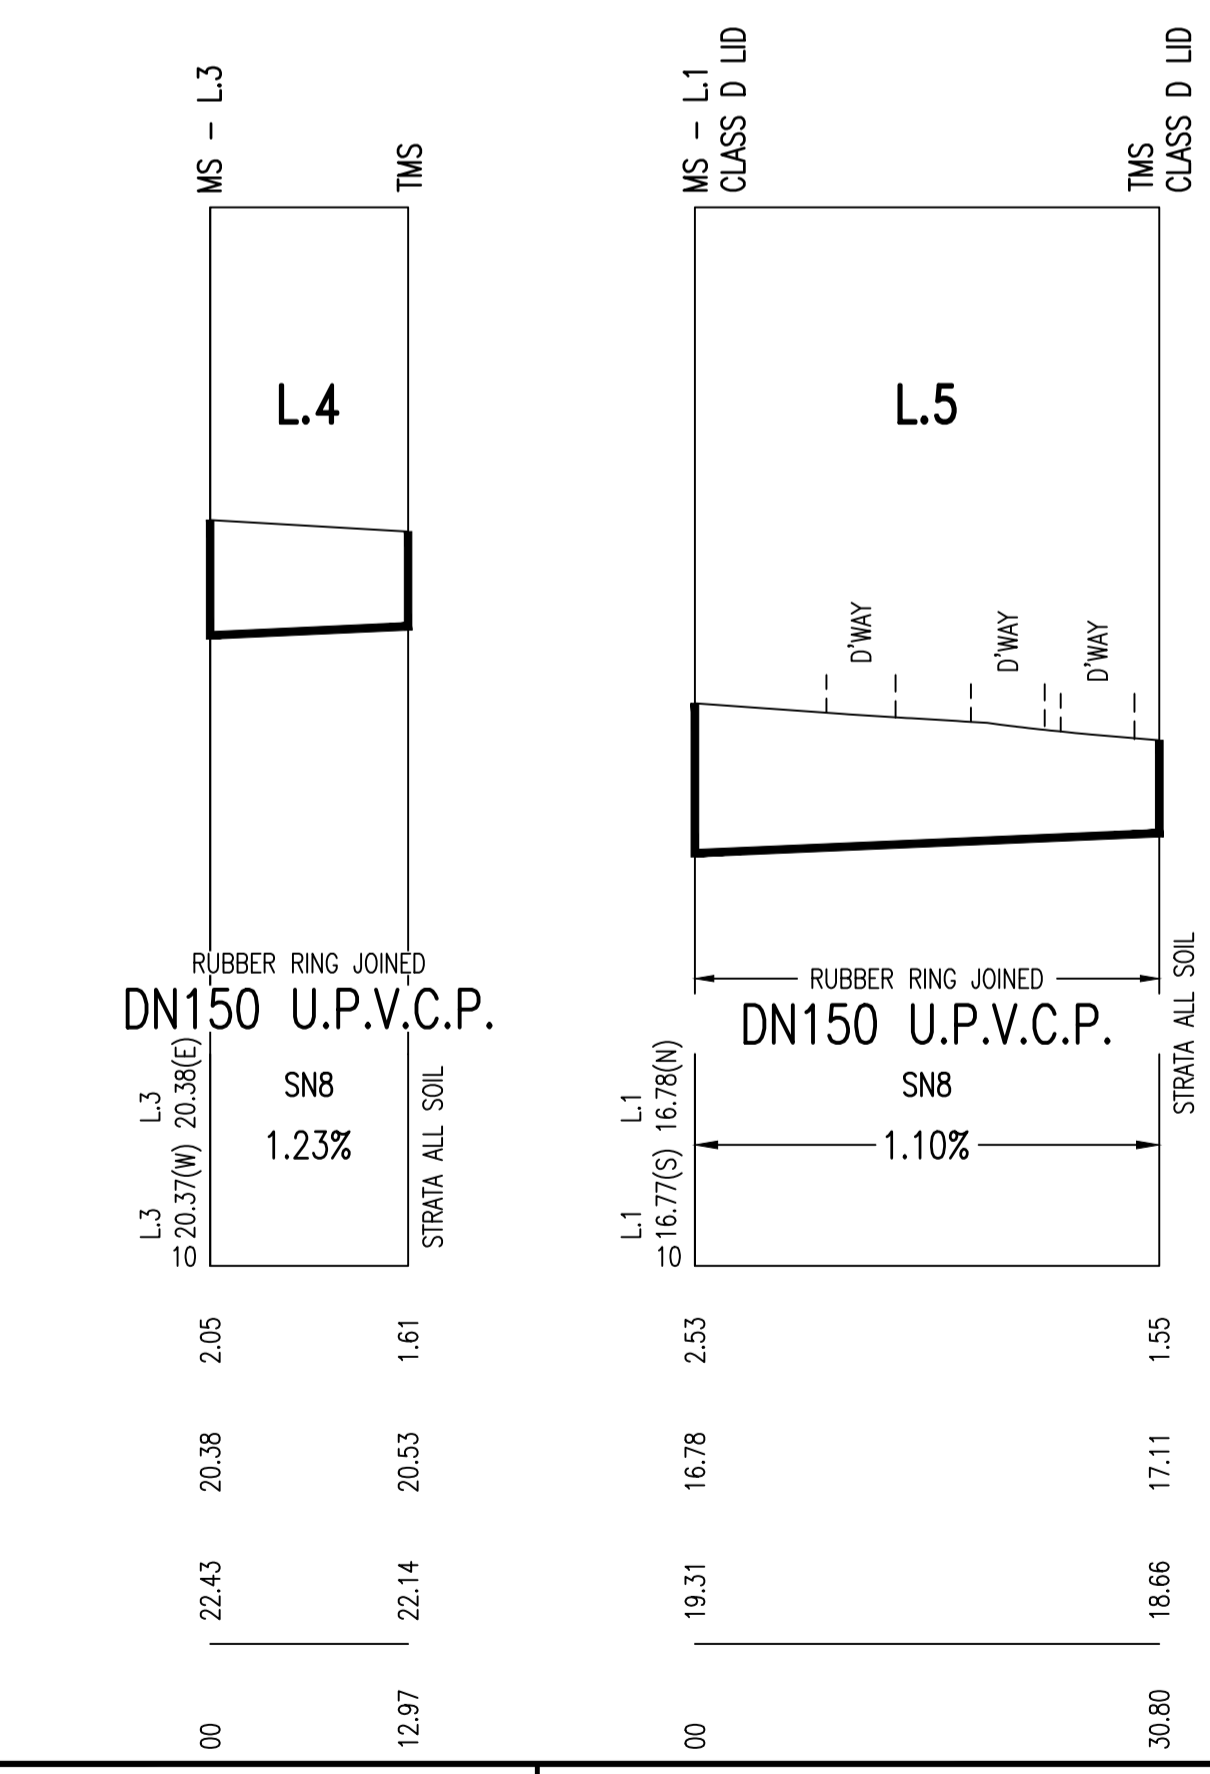 MS - L.3
TMS
L.4
RUBBER RING JOINED
DN150 U.P.V.C.P.
SN8
1.23%
L.3 L.3
10 20.37(W) 20.38(E)
STRATA ALL SOIL
2.05 1.61
20.38 20.53
22.43 22.14
00 12.97
MS - L.1
CLASS D LID
TMS
CLASS D LID
L.5
D'WAY
D'WAY
D'WAY
RUBBER RING JOINED
DN150 U.P.V.C.P.
SN8
1.10%
L.1 L.1
10 16.77(S) 16.78(N)
STRATA ALL SOIL
2.53 1.55
16.78 17.11
19.31 18.66
00 30.80